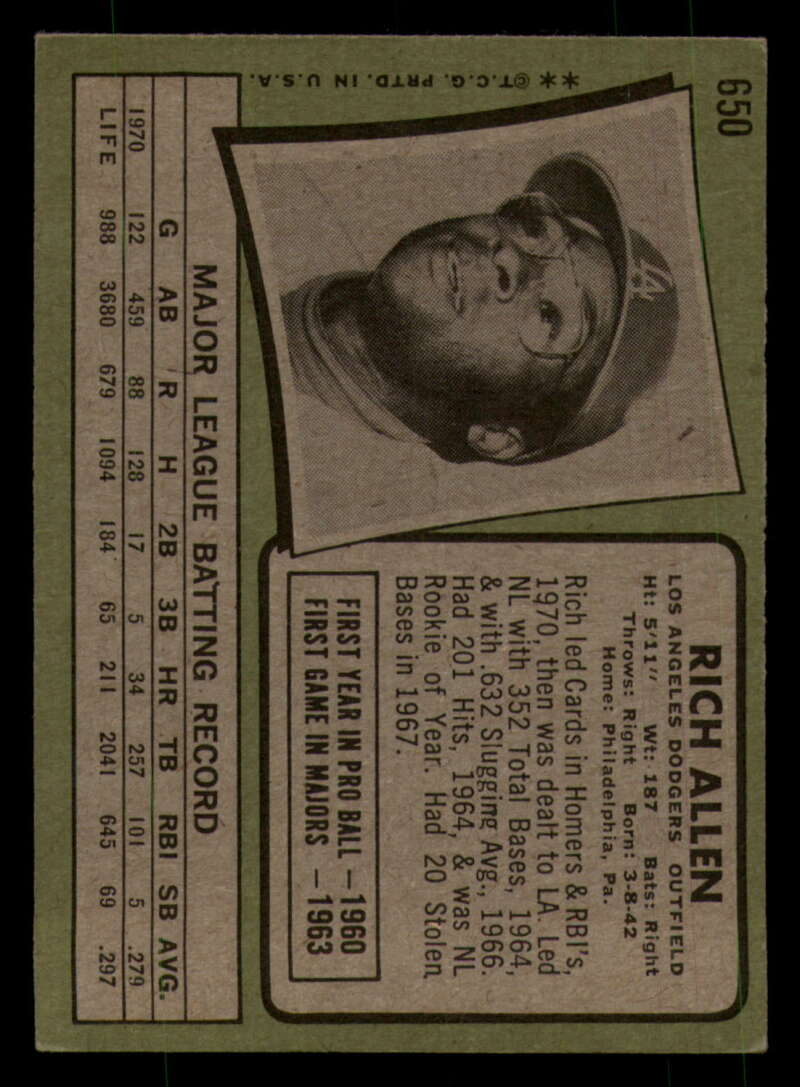 650
** @T.C.G. PRTD. IN U.S.A.
LA
RICH ALLEN
LOS ANGELES DODGERS OUTFIELD
Ht: 5'11" Wt: 187 Bats: Right
Throws: Right Born: 3-8-42
Home: Philadelphia, Pa.
Rich led Cards in Homers & RBI's,
1970, then was dealt to LA. Led
NL with 352 Total Bases, 1964,
& with .632 Slugging Avg., 1966.
Had 201 Hits, 1964, & was NL
Rookie of Year. Had 20 Stolen
Bases in 1967.
FIRST YEAR IN PRO BALL — 1960
FIRST GAME IN MAJORS — 1963
MAJOR LEAGUE BATTING RECORD
G AB R H 2B 3B HR TB RBI SB AVG.
1970 122 459 88 128 17 5 34 257 101 5 .279
LIFE 988 3680 679 1094 184 65 211 2041 645 69 .297